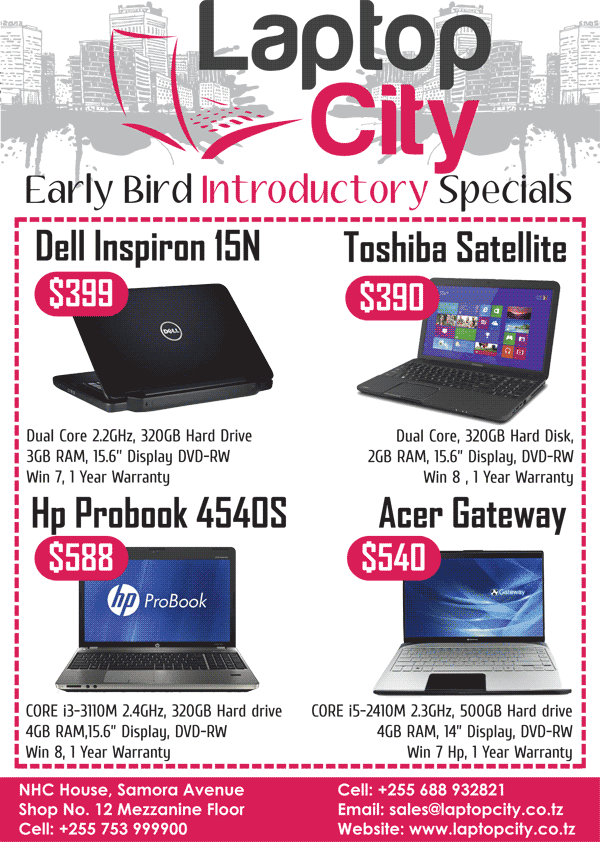 Laptop
City
Early Bird Introductory Specials
Dell Inspiron 15N
$399
DELL
Dual Core 2.2GHz, 320GB Hard Drive
3GB RAM, 15.6" Display DVD-RW
Win 7, 1 Year Warranty
Toshiba Satellite
$390
Dual Core, 320GB Hard Disk,
2GB RAM, 15.6" Display, DVD-RW
Win 8 , 1 Year Warranty
Hp Probook 4540S
$588
hp ProBook
CORE i3-3110M 2.4GHz, 320GB Hard drive
4GB RAM,15.6" Display, DVD-RW
Win 8, 1 Year Warranty
Acer Gateway
$540
Gateway
CORE i5-2410M 2.3GHz, 500GB Hard drive
4GB RAM, 14" Display, DVD-RW
Win 7 Hp, 1 Year Warranty
NHC House, Samora Avenue
Shop No. 12 Mezzanine Floor
Cell: +255 753 999900
Cell: +255 688 932821
Email: sales@laptopcity.co.tz
Website: www.laptopcity.co.tz